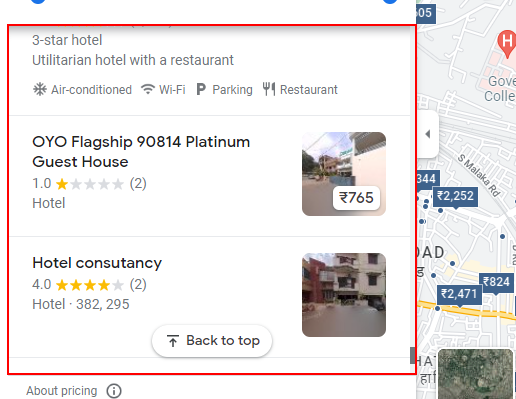 3-star hotel
Utilitarian hotel with a restaurant
Air-conditioned Wi-Fi P Parking Restaurant
OYO Flagship 90814 Platinum
Guest House
1.0 (2)
Hotel
₹765
Hotel consutancy
4.0 (2)
Hotel · 382, 295
Back to top
About pricing
605
H
Gove
Colle
S Malaka Rd
344
₹2,252
AD
₹824
₹2,471
HAT